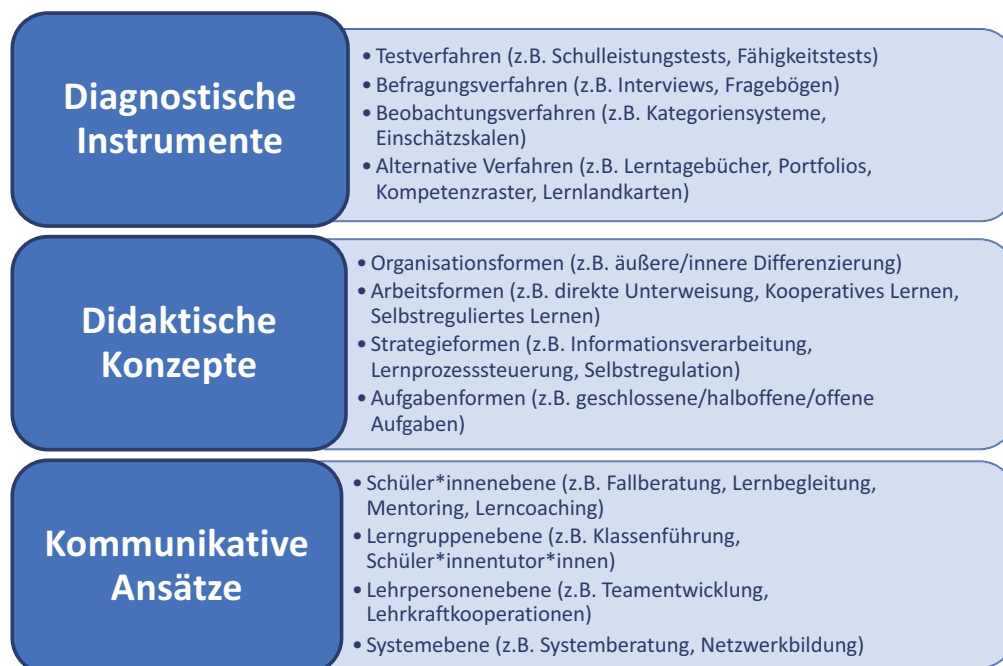 Diagnostische
Instrumente
• Testverfahren (z.B. Schulleistungstests, Fähigkeitstests)
• Befragungsverfahren (z.B. Interviews, Fragebögen)
• Beobachtungsverfahren (z.B. Kategoriensysteme,
Einschätzskalen)
• Alternative Verfahren (z.B. Lerntagebücher, Portfolios,
Kompetenzraster, Lernlandkarten)
Didaktische
Konzepte
• Organisationsformen (z.B. äußere/innere Differenzierung)
• Arbeitsformen (z.B. direkte Unterweisung, Kooperatives Lernen,
Selbstreguliertes Lernen)
• Strategieformen (z.B. Informationsverarbeitung,
Lernprozesssteuerung, Selbstregulation)
• Aufgabenformen (z.B. geschlossene/halboffene/offene
Aufgaben)
Kommunikative
Ansätze
• Schüler*innenebene (z.B. Fallberatung, Lernbegleitung,
Mentoring, Lerncoaching)
• Lerngruppenebene (z.B. Klassenführung,
Schüler*innentutor*innen)
• Lehrpersonenebene (z.B. Teamentwicklung,
Lehrkraftkooperationen)
• Systemebene (z.B. Systemberatung, Netzwerkbildung)